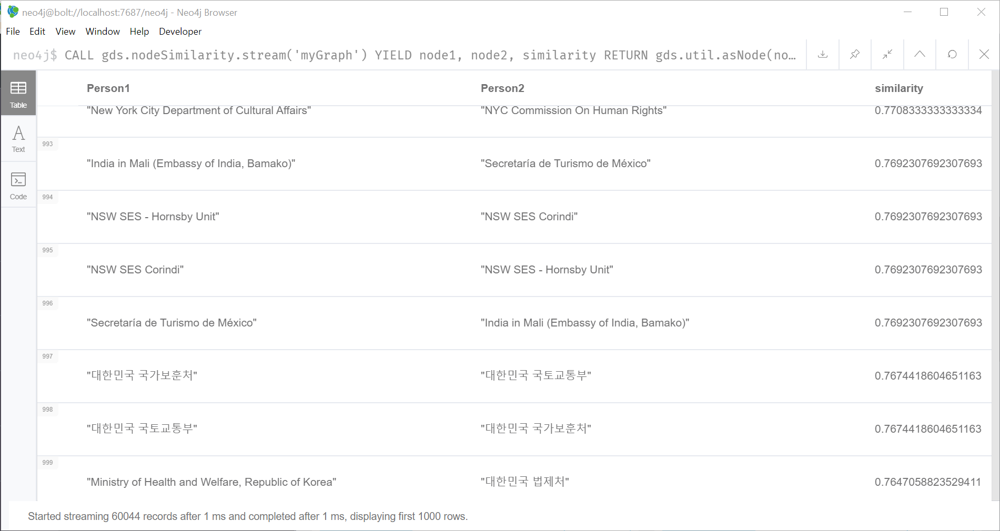 neo4j@bolt://localhost:7687/neo4j - Neo4j Browser
File Edit View Window Help Developer
neo4j$ CALL gds.nodeSimilarity.stream('myGraph') YIELD node1, node2, similarity RETURN gds.util.asNode(no…
Table
Text
Code
Person1 Person2 similarity
"New York City Department of Cultural Affairs" "NYC Commission On Human Rights" 0.7708333333333334
993
"India in Mali (Embassy of India, Bamako)" "Secretaría de Turismo de México" 0.7692307692307693
994
"NSW SES - Hornsby Unit" "NSW SES Corindi" 0.7692307692307693
995
"NSW SES Corindi" "NSW SES - Hornsby Unit" 0.7692307692307693
996
"Secretaría de Turismo de México" "India in Mali (Embassy of India, Bamako)" 0.7692307692307693
997
"대한민국 국가보훈처" "대한민국 국토교통부" 0.7674418604651163
998
"대한민국 국토교통부" "대한민국 국가보훈처" 0.7674418604651163
999
"Ministry of Health and Welfare, Republic of Korea" "대한민국 법제처" 0.7647058823529411
Started streaming 60044 records after 1 ms and completed after 1 ms, displaying first 1000 rows.